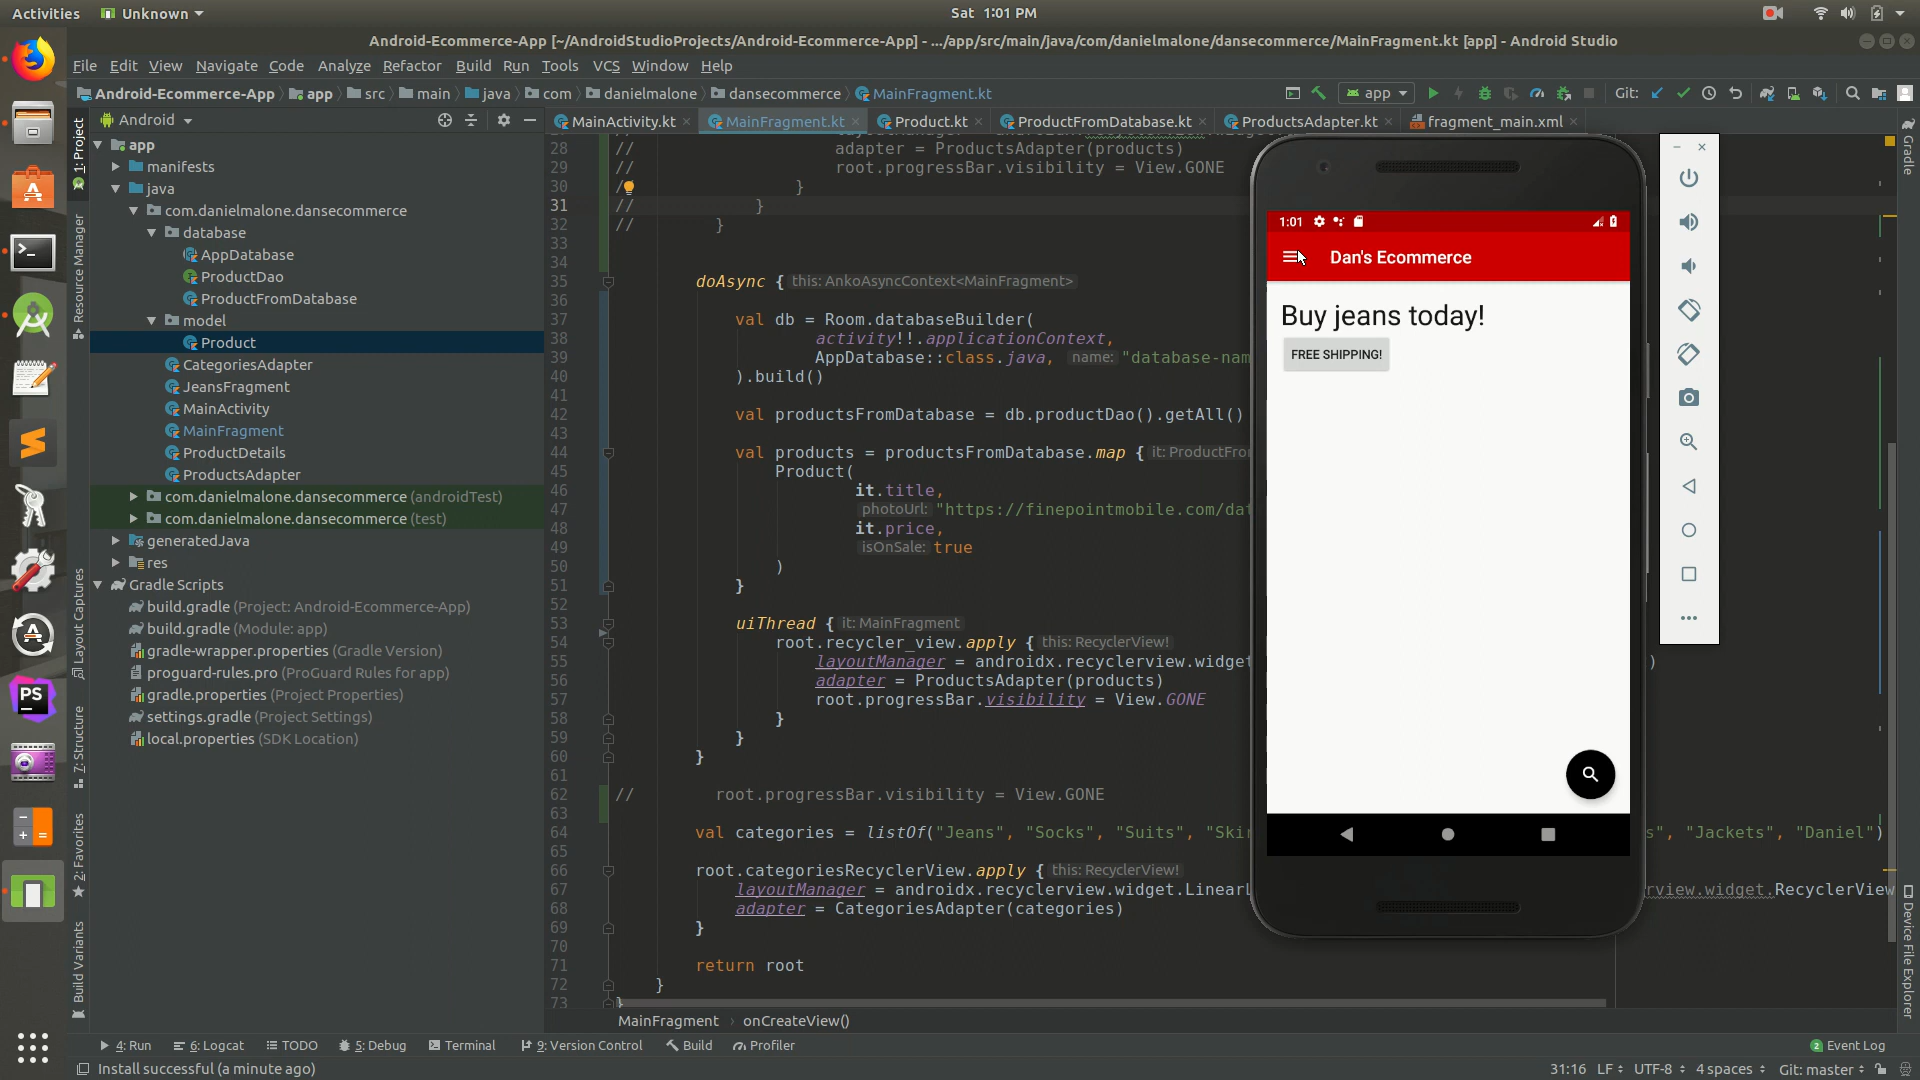 Activities
Unknown
Sat 1:01 PM
Android-Ecommerce-App [~/AndroidStudioProjects/Android-Ecommerce-App] - .../app/src/main/java/com/danielmalone/dansecommerce/MainFragment.kt [app] - Android Studio
File Edit View Navigate Code Analyze Refactor Build Run Tools VCS Window Help
Android-Ecommerce-App app src main java com danielmalone dansecommerce MainFragment.kt
app
Git:
Android
MainActivity.kt MainFragment.kt Product.kt ProductFromDatabase.kt ProductsAdapter.kt fragment_main.xml
1: Project
Resource Manager
Layout Captures
7: Structure
2: Favorites
Build Variants
app
manifests
java
com.danielmalone.dansecommerce
database
AppDatabase
ProductDao
ProductFromDatabase
model
Product
CategoriesAdapter
JeansFragment
MainActivity
MainFragment
ProductDetails
ProductsAdapter
com.danielmalone.dansecommerce (androidTest)
com.danielmalone.dansecommerce (test)
generatedJava
res
Gradle Scripts
build.gradle (Project: Android-Ecommerce-App)
build.gradle (Module: app)
gradle-wrapper.properties (Gradle Version)
proguard-rules.pro (ProGuard Rules for app)
gradle.properties (Project Properties)
settings.gradle (Project Settings)
local.properties (SDK Location)
PS
28 // adapter = ProductsAdapter(products)
29 // root.progressBar.visibility = View.GONE
30 }
31 // }
32 // }
33
34
35 doAsync { this: AnkoAsyncContext<MainFragment>
36
37 val db = Room.databaseBuilder(
38 activity!!.applicationContext,
39 AppDatabase::class.java, name: "database-nam
40 ).build()
41
42 val productsFromDatabase = db.productDao().getAll()
43
44 val products = productsFromDatabase.map { it: ProductFro
45 Product(
46 it.title,
47 photoUrl: "https://finepointmobile.com/dat
48 it.price,
49 isOnSale: true
50 )
51 }
52
53 uiThread { it: MainFragment
54 root.recycler_view.apply { this: RecyclerView!
55 layoutManager = androidx.recyclerview.widget )
56 adapter = ProductsAdapter(products)
57 root.progressBar.visibility = View.GONE
58 }
59 }
60 }
61
62 // root.progressBar.visibility = View.GONE
63
64 val categories = listOf("Jeans", "Socks", "Suits", "Skir s", "Jackets", "Daniel")
65
66 root.categoriesRecyclerView.apply { this: RecyclerView!
67 layoutManager = androidx.recyclerview.widget.LinearL rview.widget.RecyclerView
68 adapter = CategoriesAdapter(categories)
69 }
70
71 return root
72 }
73 }
MainFragment onCreateView()
1:01
Dan's Ecommerce
Buy jeans today!
FREE SHIPPING!
Gradle
Device File Explorer
4: Run 6: Logcat TODO 5: Debug Terminal 9: Version Control Build Profiler
2 Event Log
Install successful (a minute ago)
31:16 LF UTF-8 4 spaces Git: master